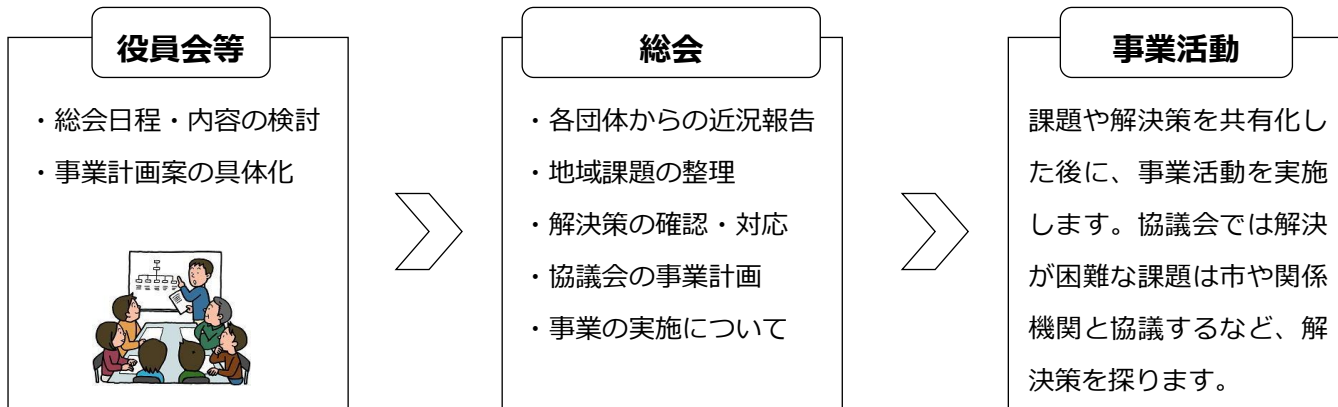 役員会等
・総会日程・内容の検討
・事業計画案の具体化
総会
・各団体からの近況報告
・地域課題の整理
・解決策の確認・対応
・協議会の事業計画
・事業の実施について
事業活動
課題や解決策を共有化し
た後に、事業活動を実施
します。協議会では解決
が困難な課題は市や関係
機関と協議するなど、解
決策を探ります。